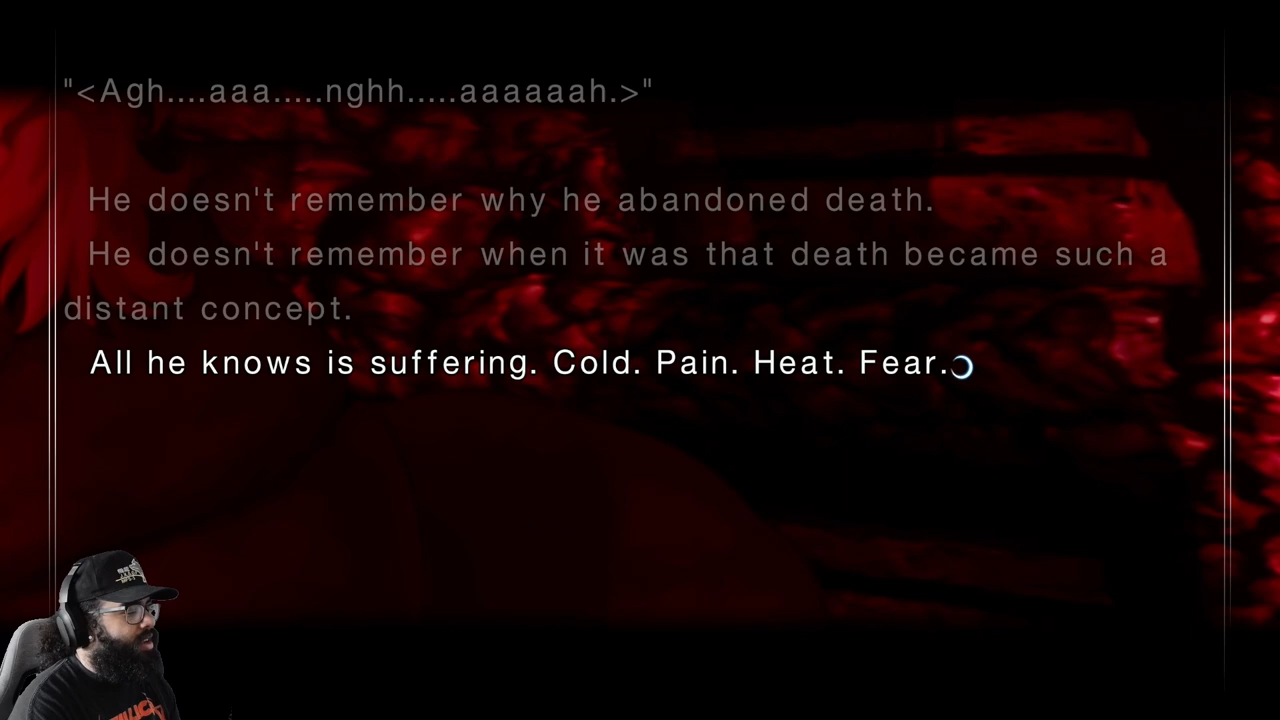 "<Agh....aaa.....nghh.....aaaaaah.>"
He doesn't remember why he abandoned death.
He doesn't remember when it was that death became such a
distant concept.
All he knows is suffering. Cold. Pain. Heat. Fear.